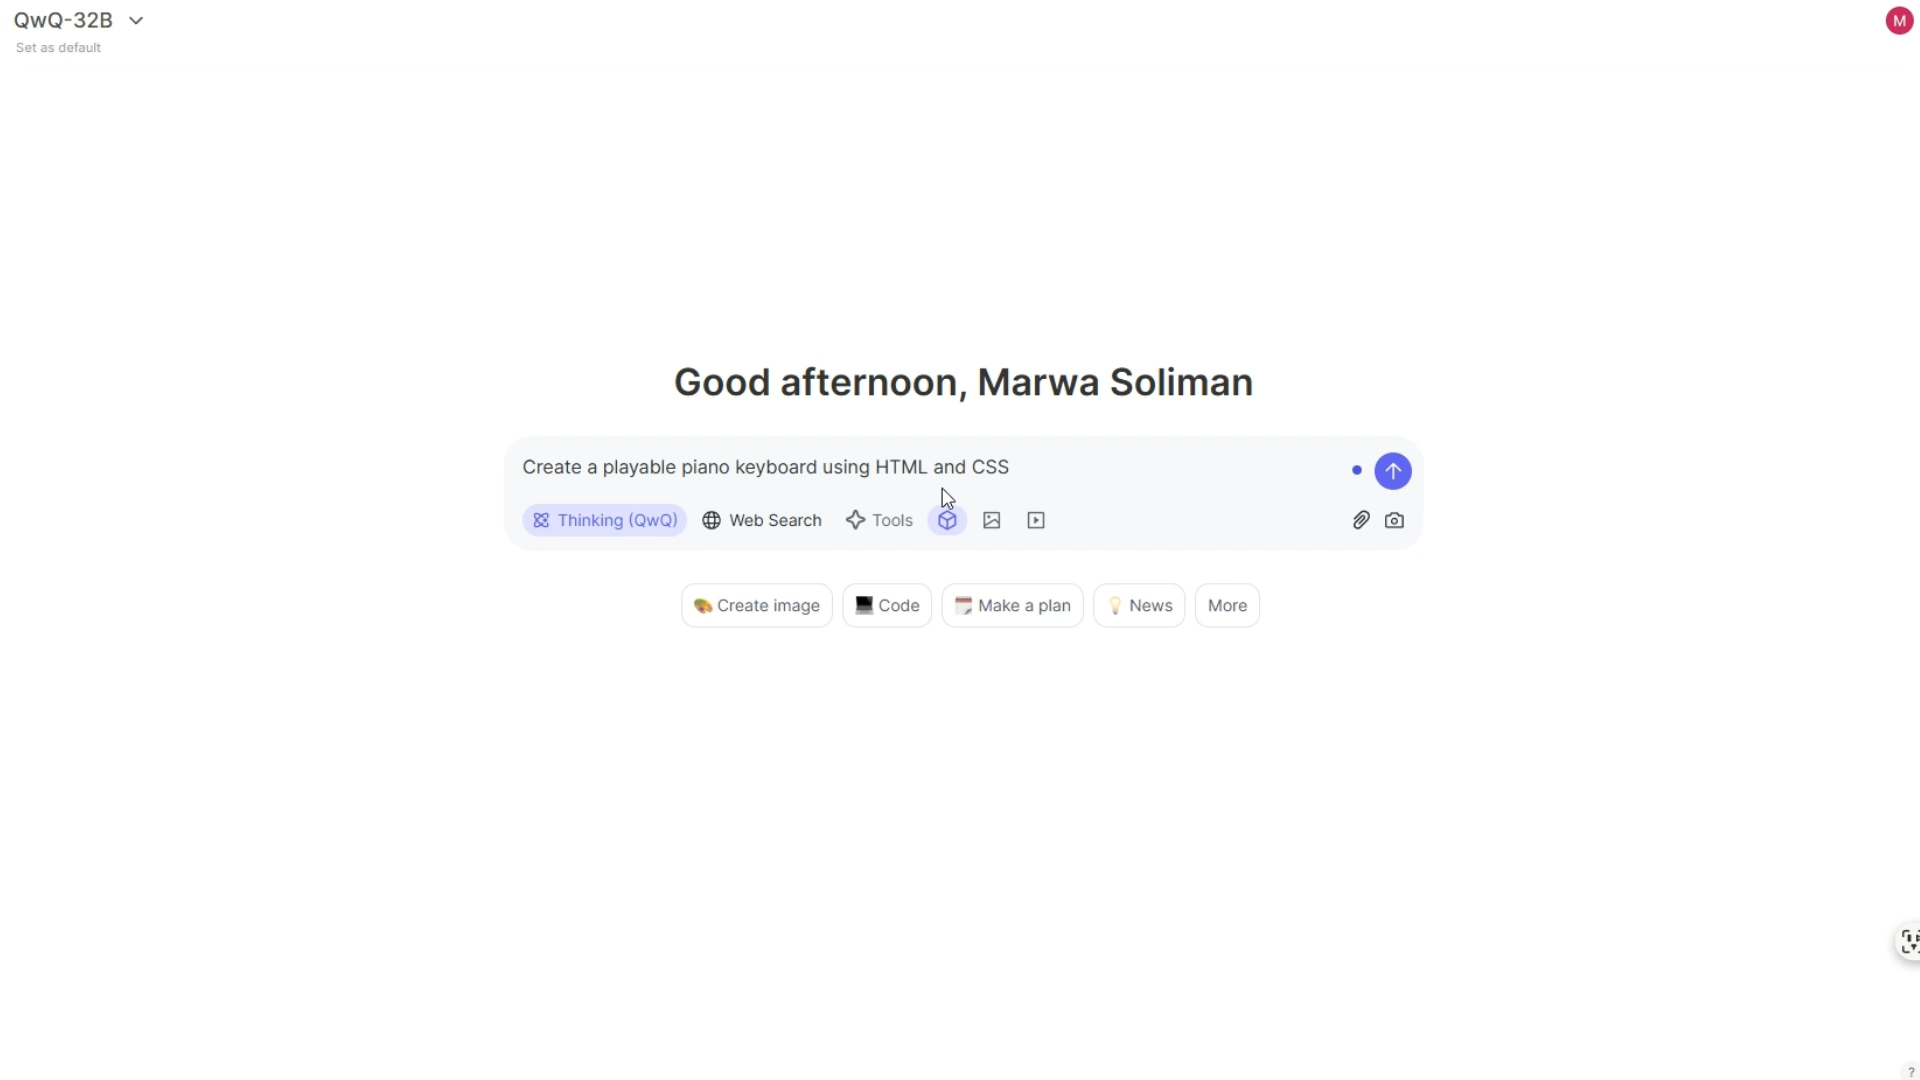 QwQ-32B
Set as default
M
Good afternoon, Marwa Soliman
Create a playable piano keyboard using HTML and CSS
Thinking (QwQ) Web Search Tools
Create image Code Make a plan News More
?